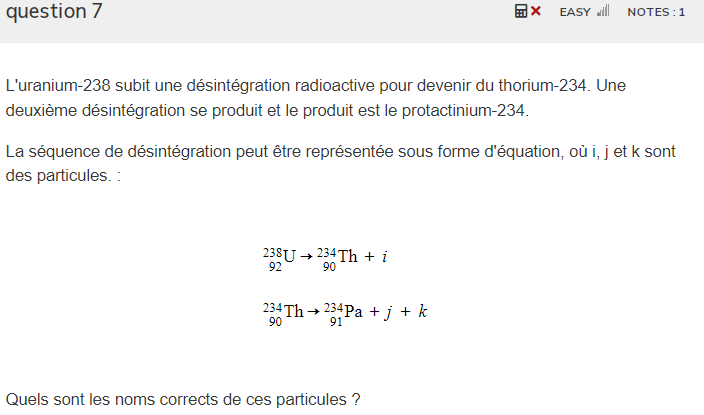 question 7
EASY
NOTES : 1
L'uranium-238 subit une désintégration radioactive pour devenir du thorium-234. Une
deuxième désintégration se produit et le produit est le protactinium-234.
La séquence de désintégration peut être représentée sous forme d'équation, où i, j et k sont
des particules. :
²³⁸₉₂U → ²³⁴₉₀Th + i
²³⁴₉₀Th → ²³⁴₉₁Pa + j + k
Quels sont les noms corrects de ces particules ?